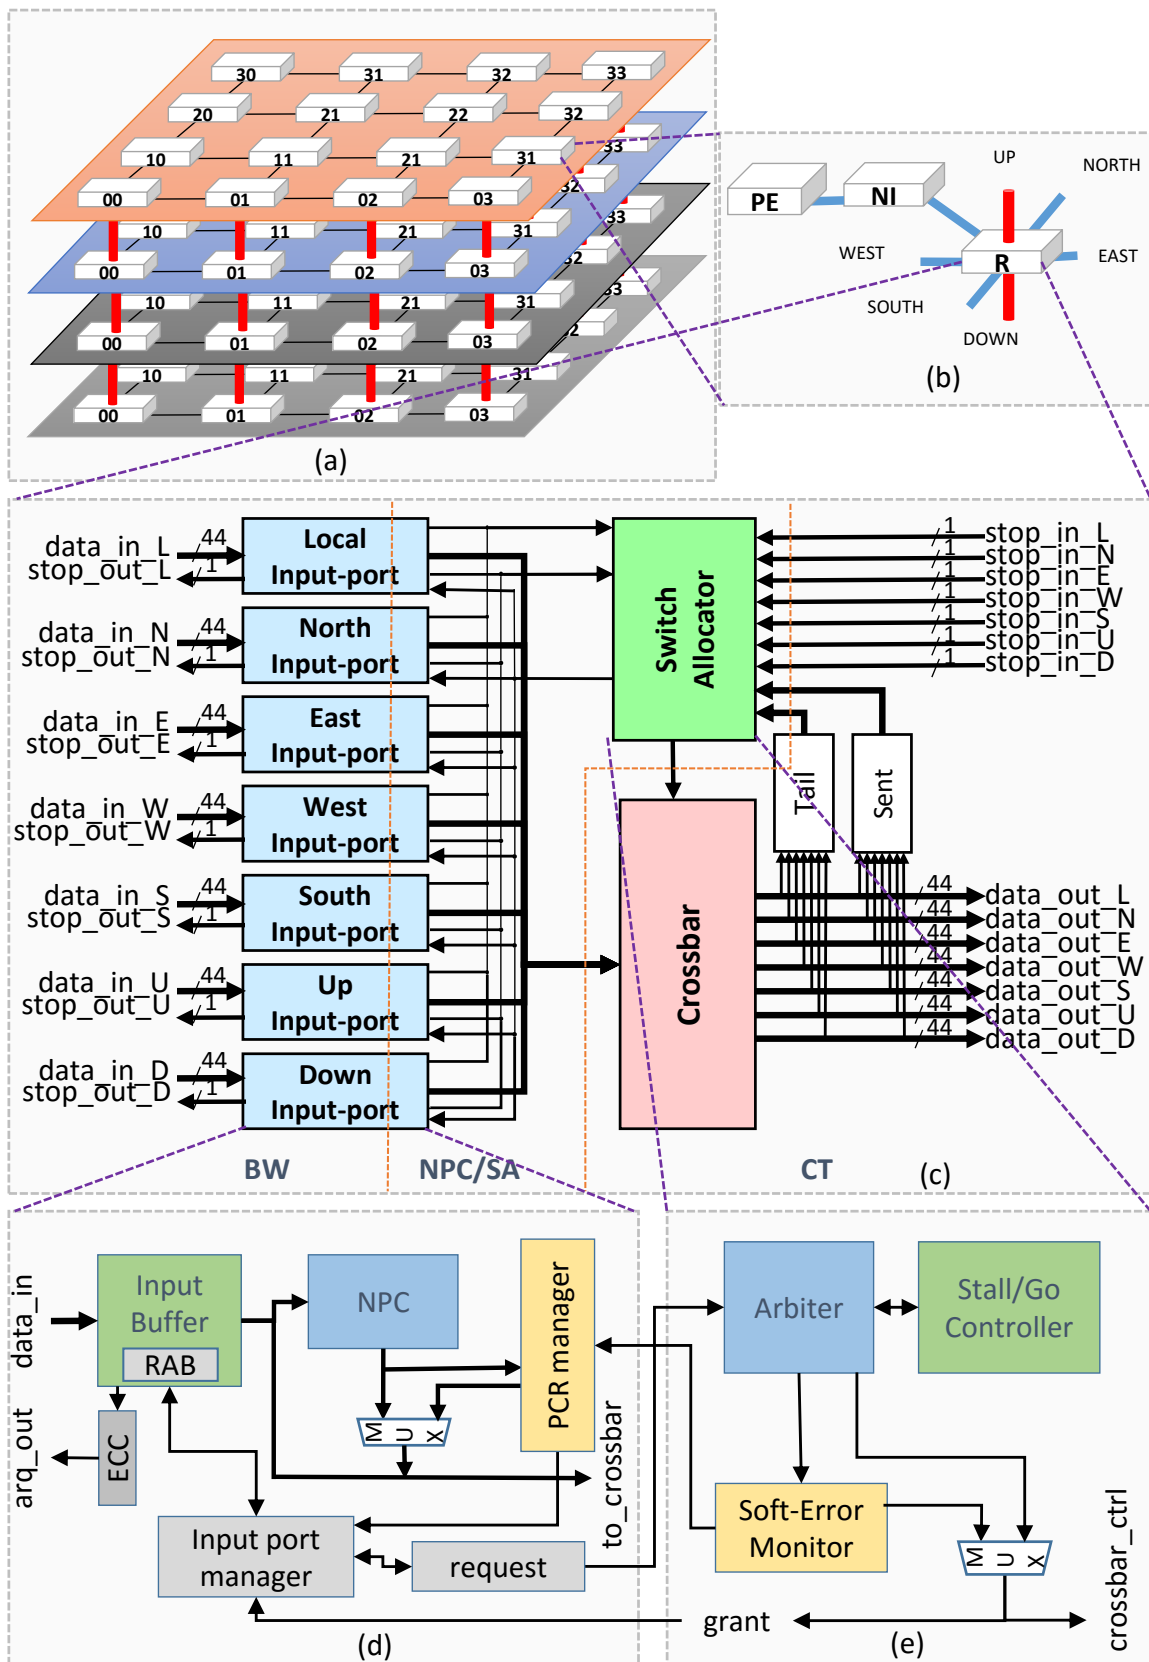 30 31 32 33
20 21 22 32
10 11 21 31
00 01 02 03
33
32
10 11 21 31
00 01 02 03
33
32
10 11 21 31
00 01 02 03
33
32
10 11 21 31
00 01 02 03
(a)
PE NI R
UP
NORTH
WEST
EAST
SOUTH
DOWN
(b)
data_in_L 44
stop_out_L 1
Local
Input-port
data_in_N 44
stop_out_N 1
North
Input-port
data_in_E 44
stop_out_E 1
East
Input-port
data_in_W 44
stop_out_W 1
West
Input-port
data_in_S 44
stop_out_S 1
South
Input-port
data_in_U 44
stop_out_U 1
Up
Input-port
data_in_D 44
stop_out_D 1
Down
Input-port
Switch
Allocator
1 stop_in_L
1 stop_in_N
1 stop_in_E
1 stop_in_W
1 stop_in_S
1 stop_in_U
1 stop_in_D
Tail
Sent
Crossbar
44 data_out_L
44 data_out_N
44 data_out_E
44 data_out_W
44 data_out_S
44 data_out_U
44 data_out_D
BW NPC/SA CT (c)
data_in
Input
Buffer
RAB
NPC
PCR manager
arq_out
ECC
M U X
to_crossbar
Input port
manager
request
(d)
Arbiter
Stall/Go
Controller
Soft-Error
Monitor
M U X
crossbar_ctrl
grant
(e)